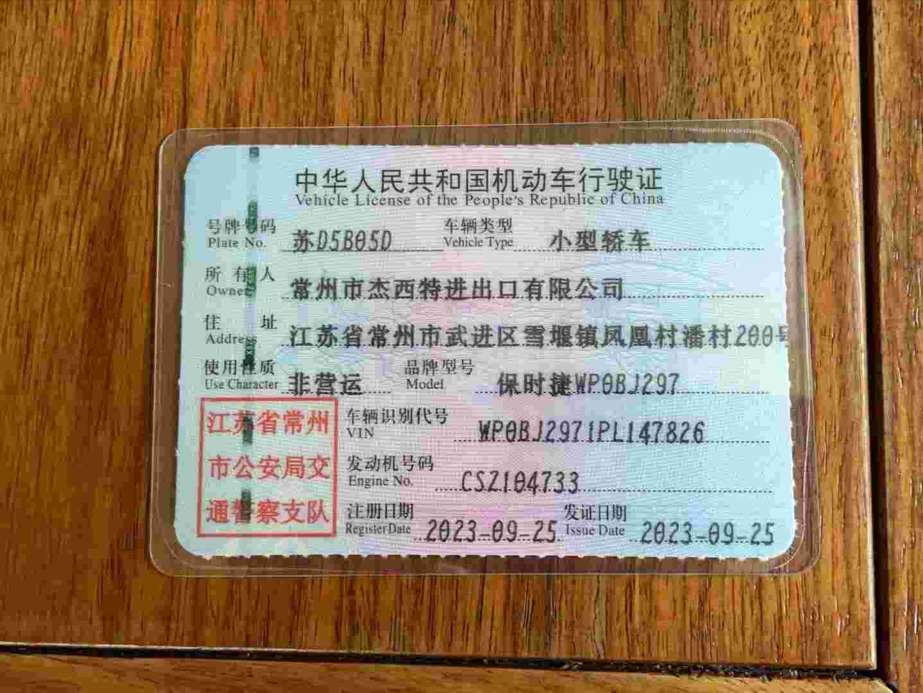 中华人民共和国机动车行驶证
Vehicle License of the People's Republic of China
号牌号码 苏D5B05D 车辆类型 小型轿车
Plate No. Vehicle Type
所有人 常州市杰西特进出口有限公司
Owner
住址 江苏省常州市武进区雪堰镇凤凰村潘村200号
Address
使用性质 非营运 品牌型号 保时捷WP0BJ297
Use Character Model
江苏省常州
市公安局交
通警察支队
车辆识别代号 WP0BJ2971PL147826
VIN
发动机号码 CSZ104733
Engine No.
注册日期 2023-09-25 发证日期 2023-09-25
Register Date Issue Date